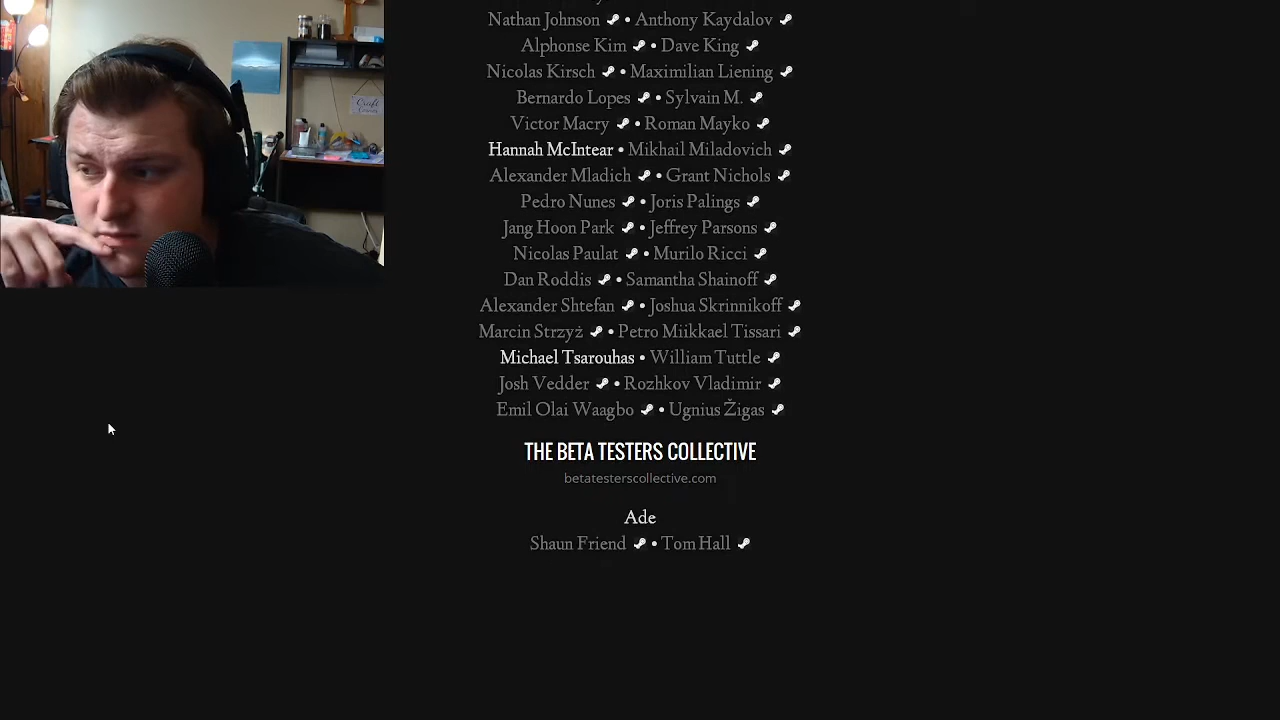 Nathan Johnson • Anthony Kaydalov
Alphonse Kim • Dave King
Nicolas Kirsch • Maximilian Liening
Bernardo Lopes • Sylvain M.
Victor Macry • Roman Mayko
Hannah McIntear • Mikhail Miladovich
Alexander Mladich • Grant Nichols
Pedro Nunes • Joris Palings
Jang Hoon Park • Jeffrey Parsons
Nicolas Paulat • Murilo Ricci
Dan Roddis • Samantha Shainoff
Alexander Shtefan • Joshua Skrinnikoff
Marcin Strzyż • Petro Miikkael Tissari
Michael Tsarouhas • William Tuttle
Josh Vedder • Rozhkov Vladimir
Emil Olai Waagbo • Ugnius Žigas
THE BETA TESTERS COLLECTIVE
betatesterscollective.com
Ade
Shaun Friend • Tom Hall
Craft